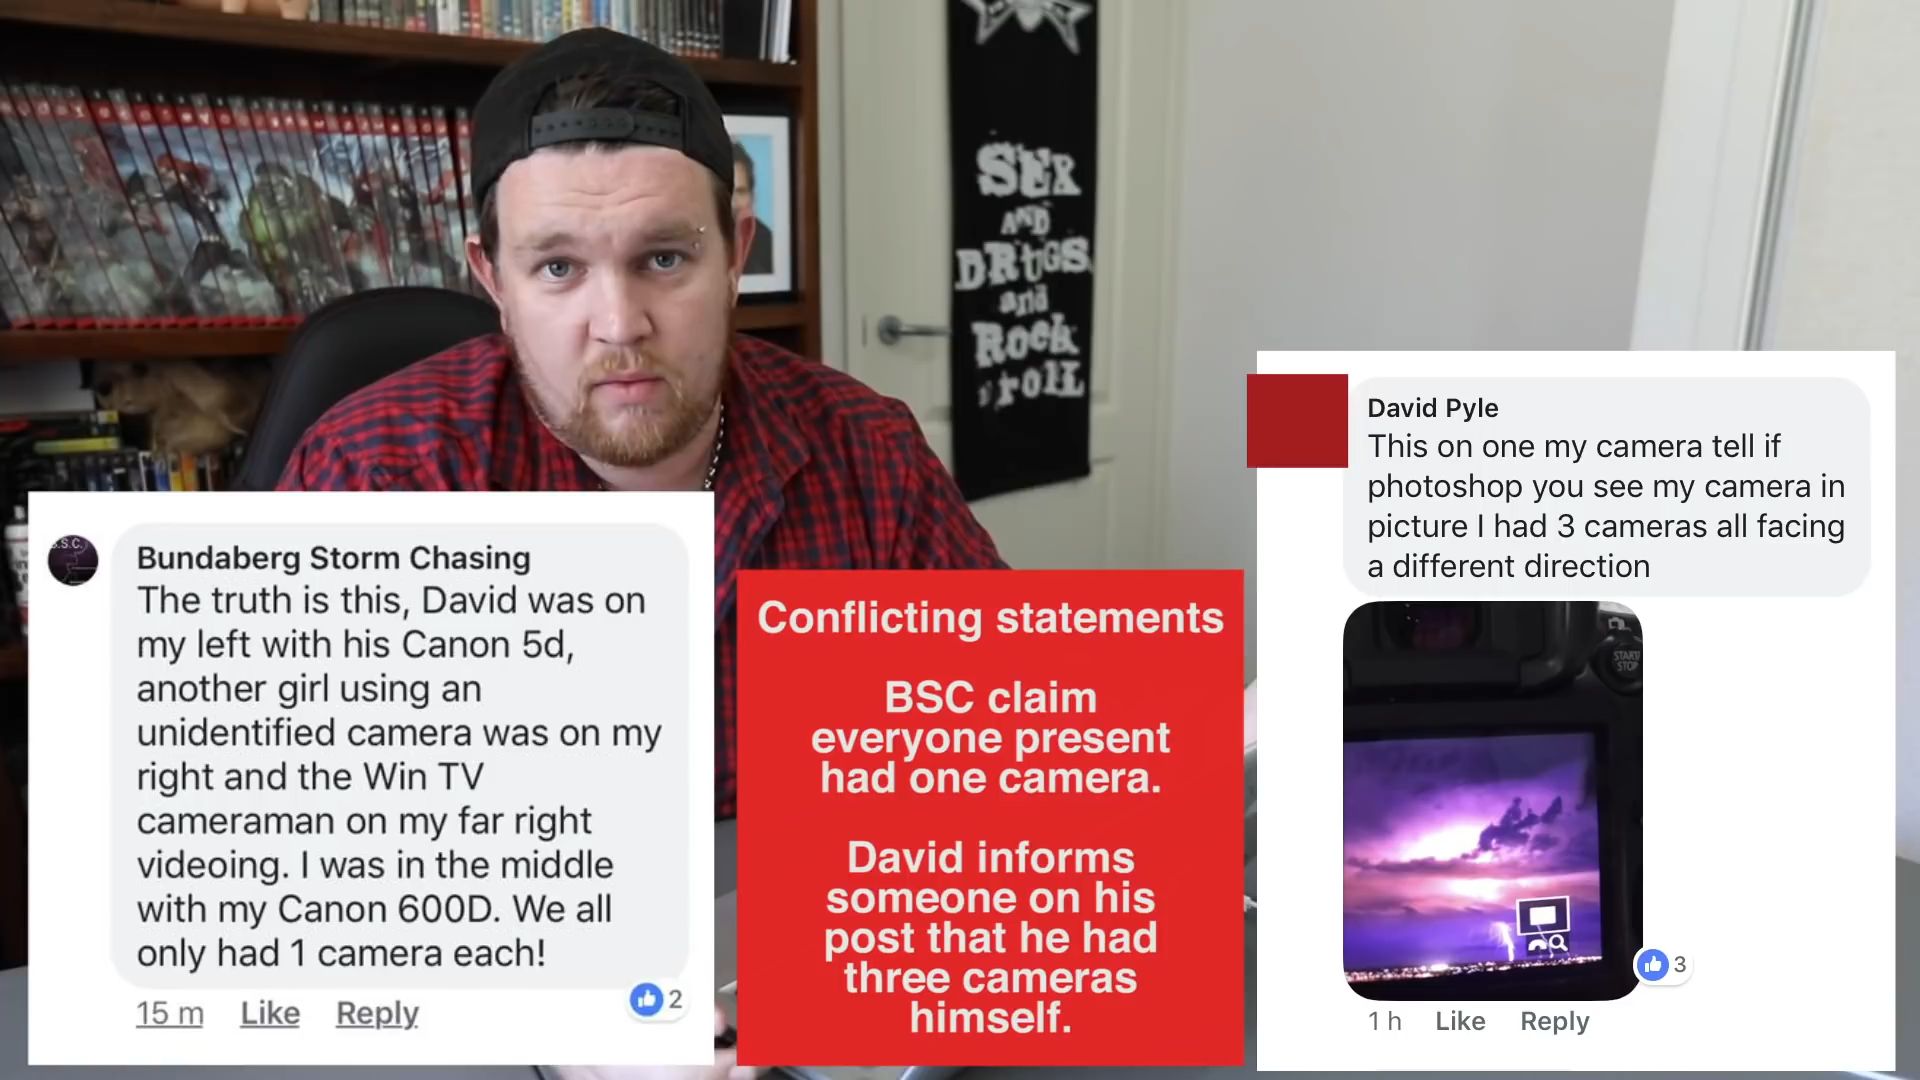 SEX
AND
DRUGS
and
Rock
n roll
Bundaberg Storm Chasing
The truth is this, David was on
my left with his Canon 5d,
another girl using an
unidentified camera was on my
right and the Win TV
cameraman on my far right
videoing. I was in the middle
with my Canon 600D. We all
only had 1 camera each!
15 m Like Reply
2
Conflicting statements
BSC claim
everyone present
had one camera.
David informs
someone on his
post that he had
three cameras
himself.
David Pyle
This on one my camera tell if
photoshop you see my camera in
picture I had 3 cameras all facing
a different direction
START/
STOP
3
1 h Like Reply